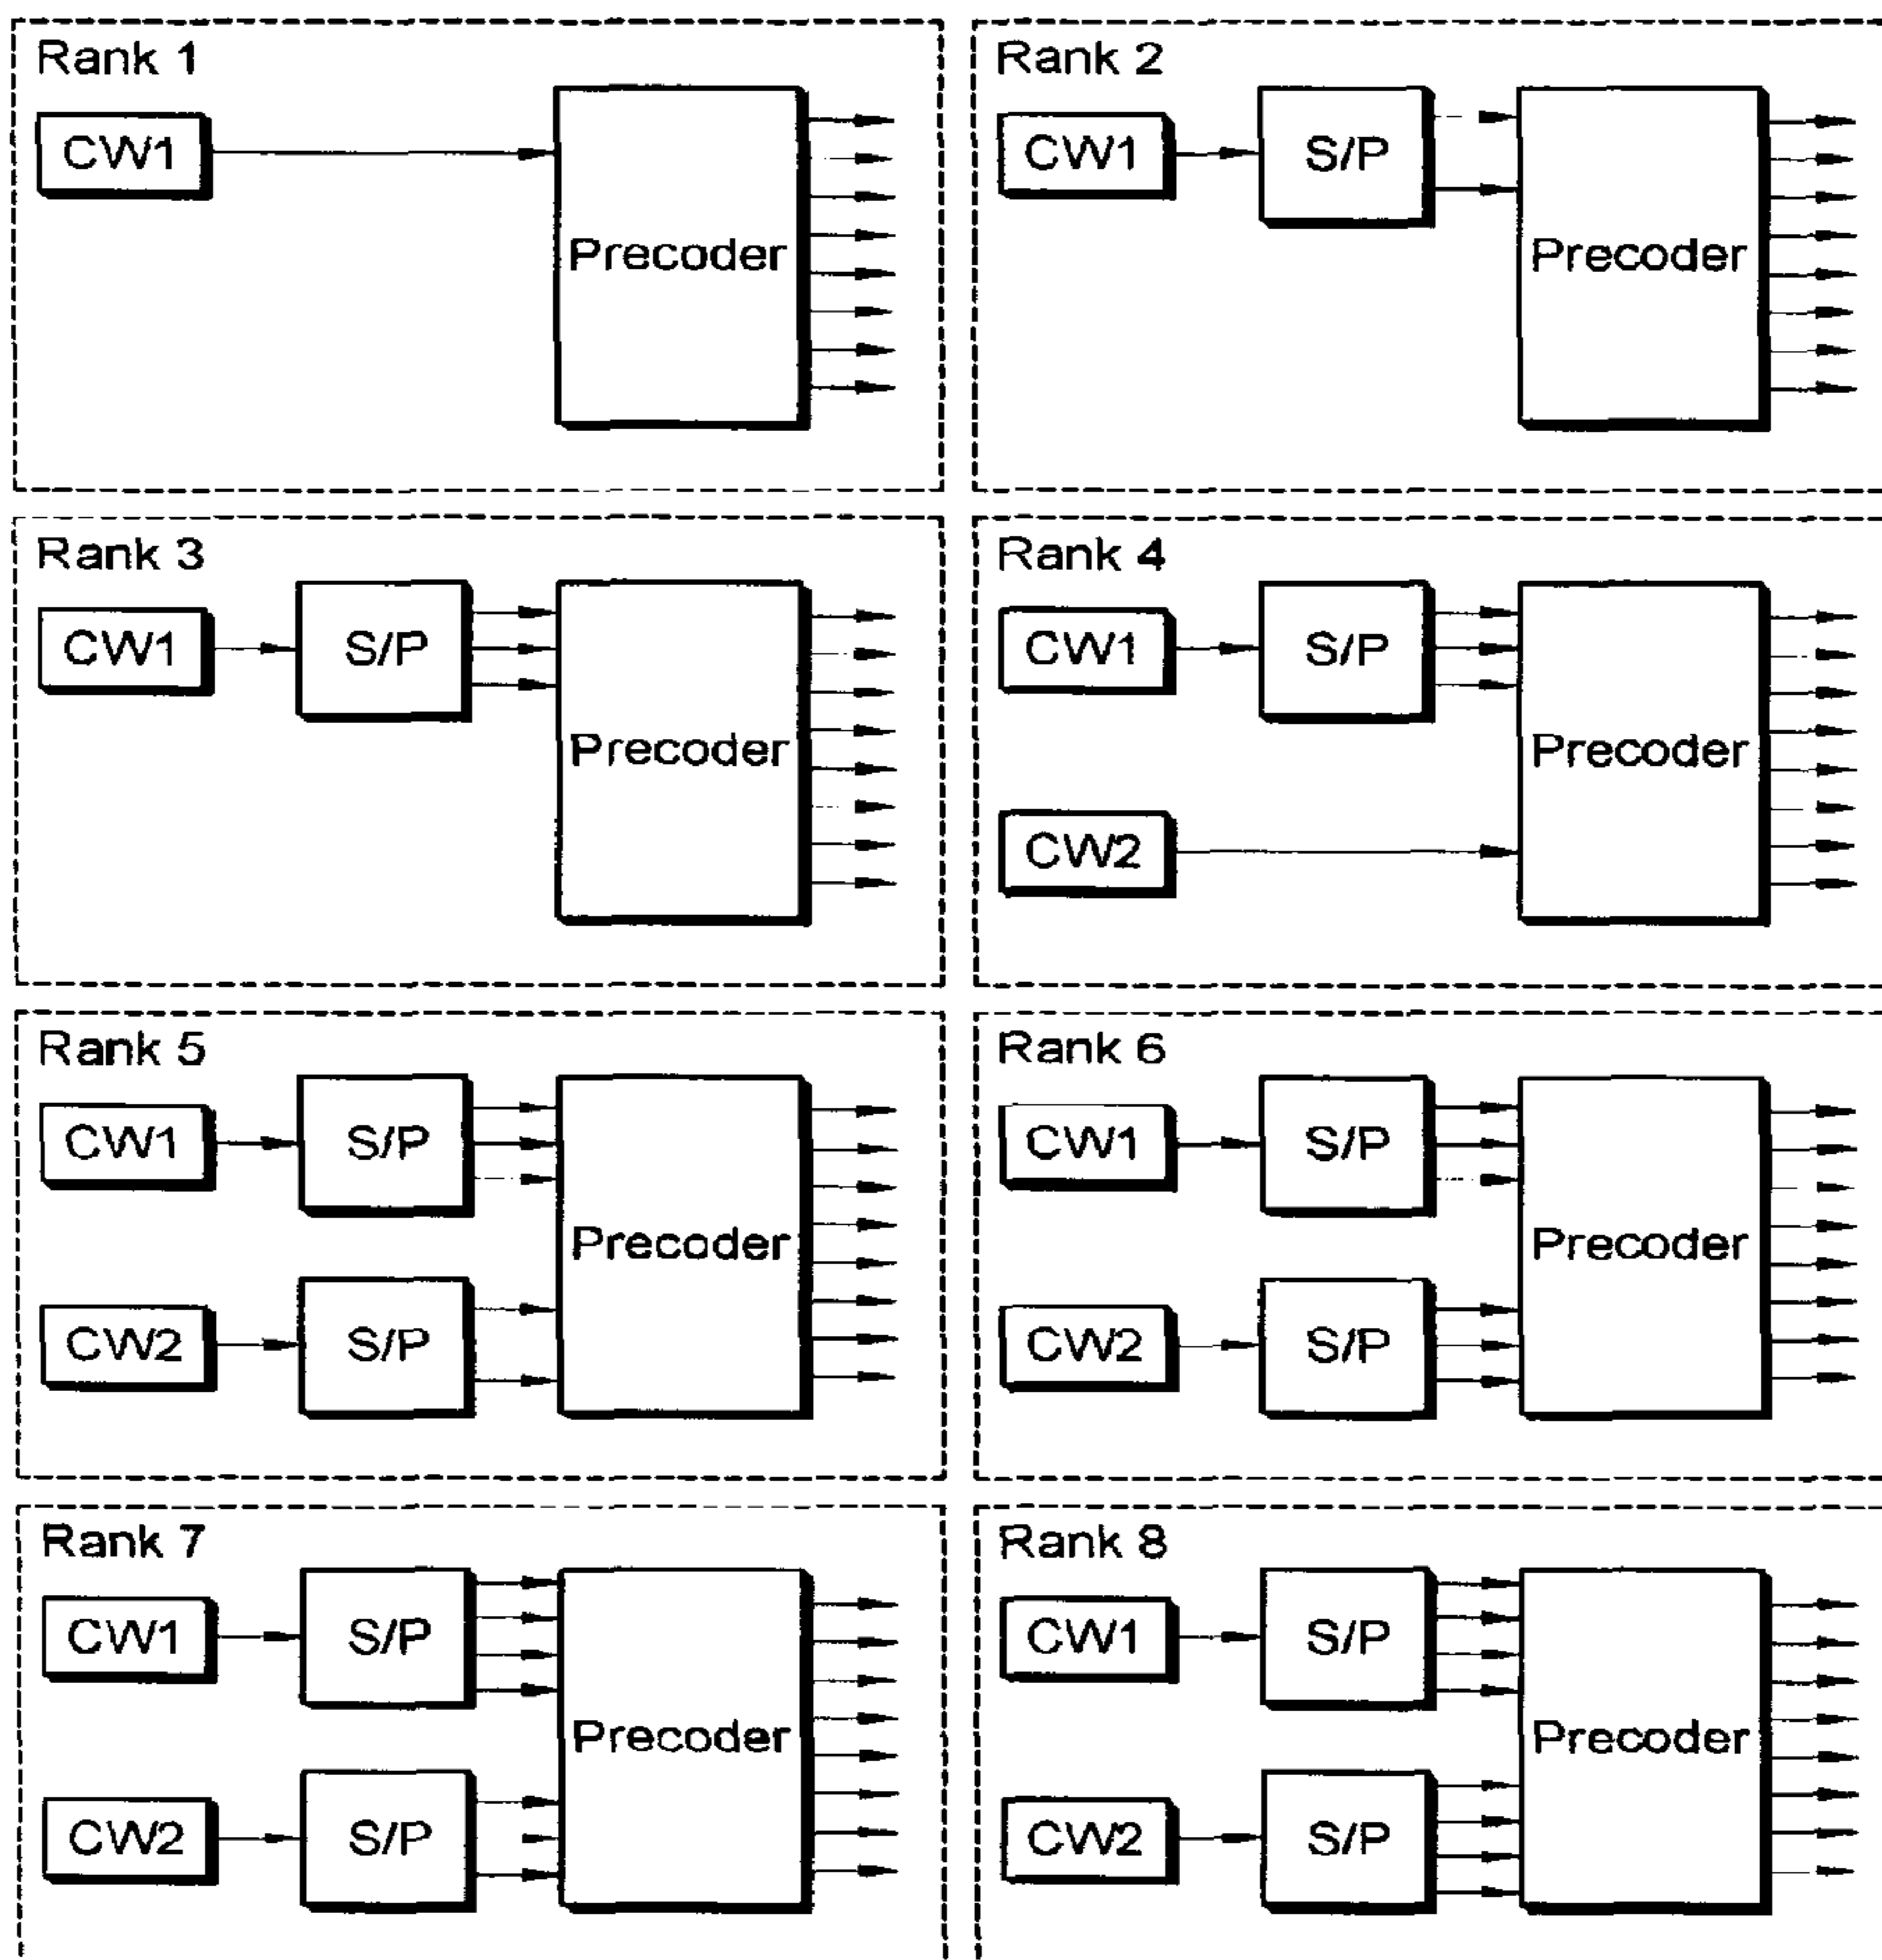 Rank 1
CW1
Precoder
Rank 2
CW1
S/P
Precoder
Rank 3
CW1
S/P
Precoder
Rank 4
CW1
S/P
Precoder
CW2
Rank 5
CW1
S/P
Precoder
CW2
S/P
Rank 6
CW1
S/P
Precoder
CW2
S/P
Rank 7
CW1
S/P
Precoder
CW2
S/P
Rank 8
CW1
S/P
Precoder
CW2
S/P